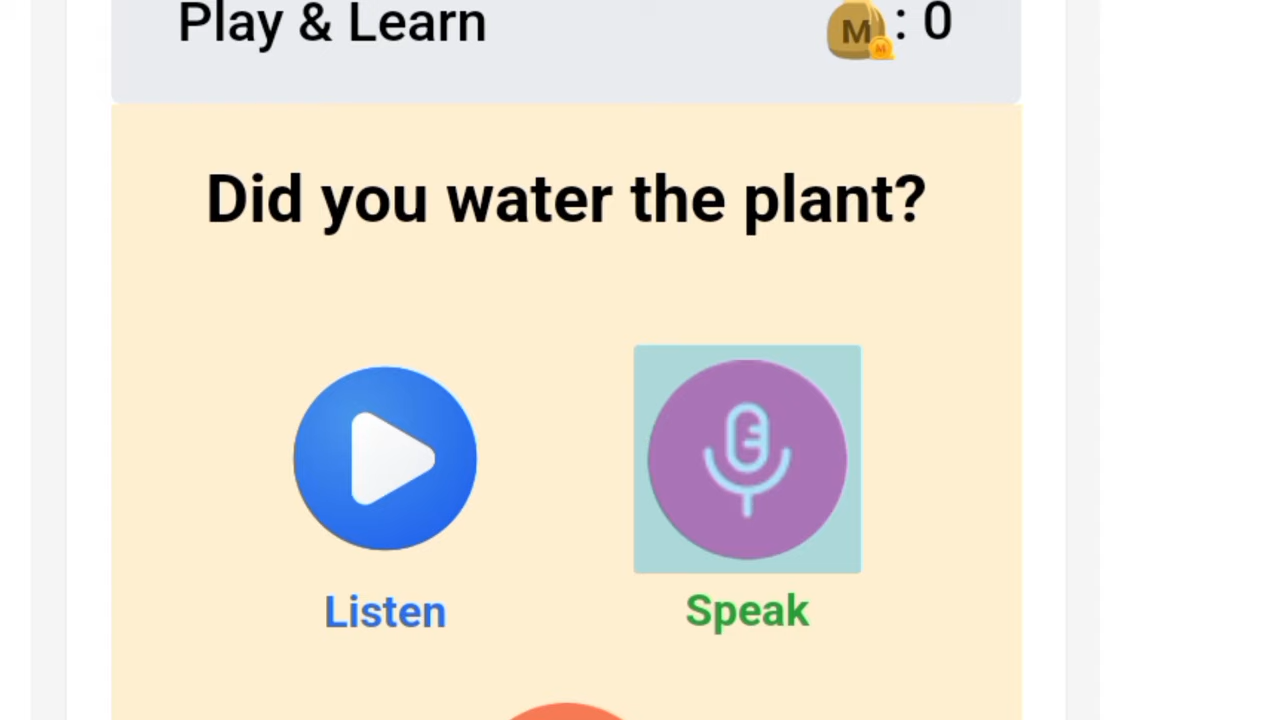 Play & Learn
M M : 0
Did you water the plant?
Listen
Speak